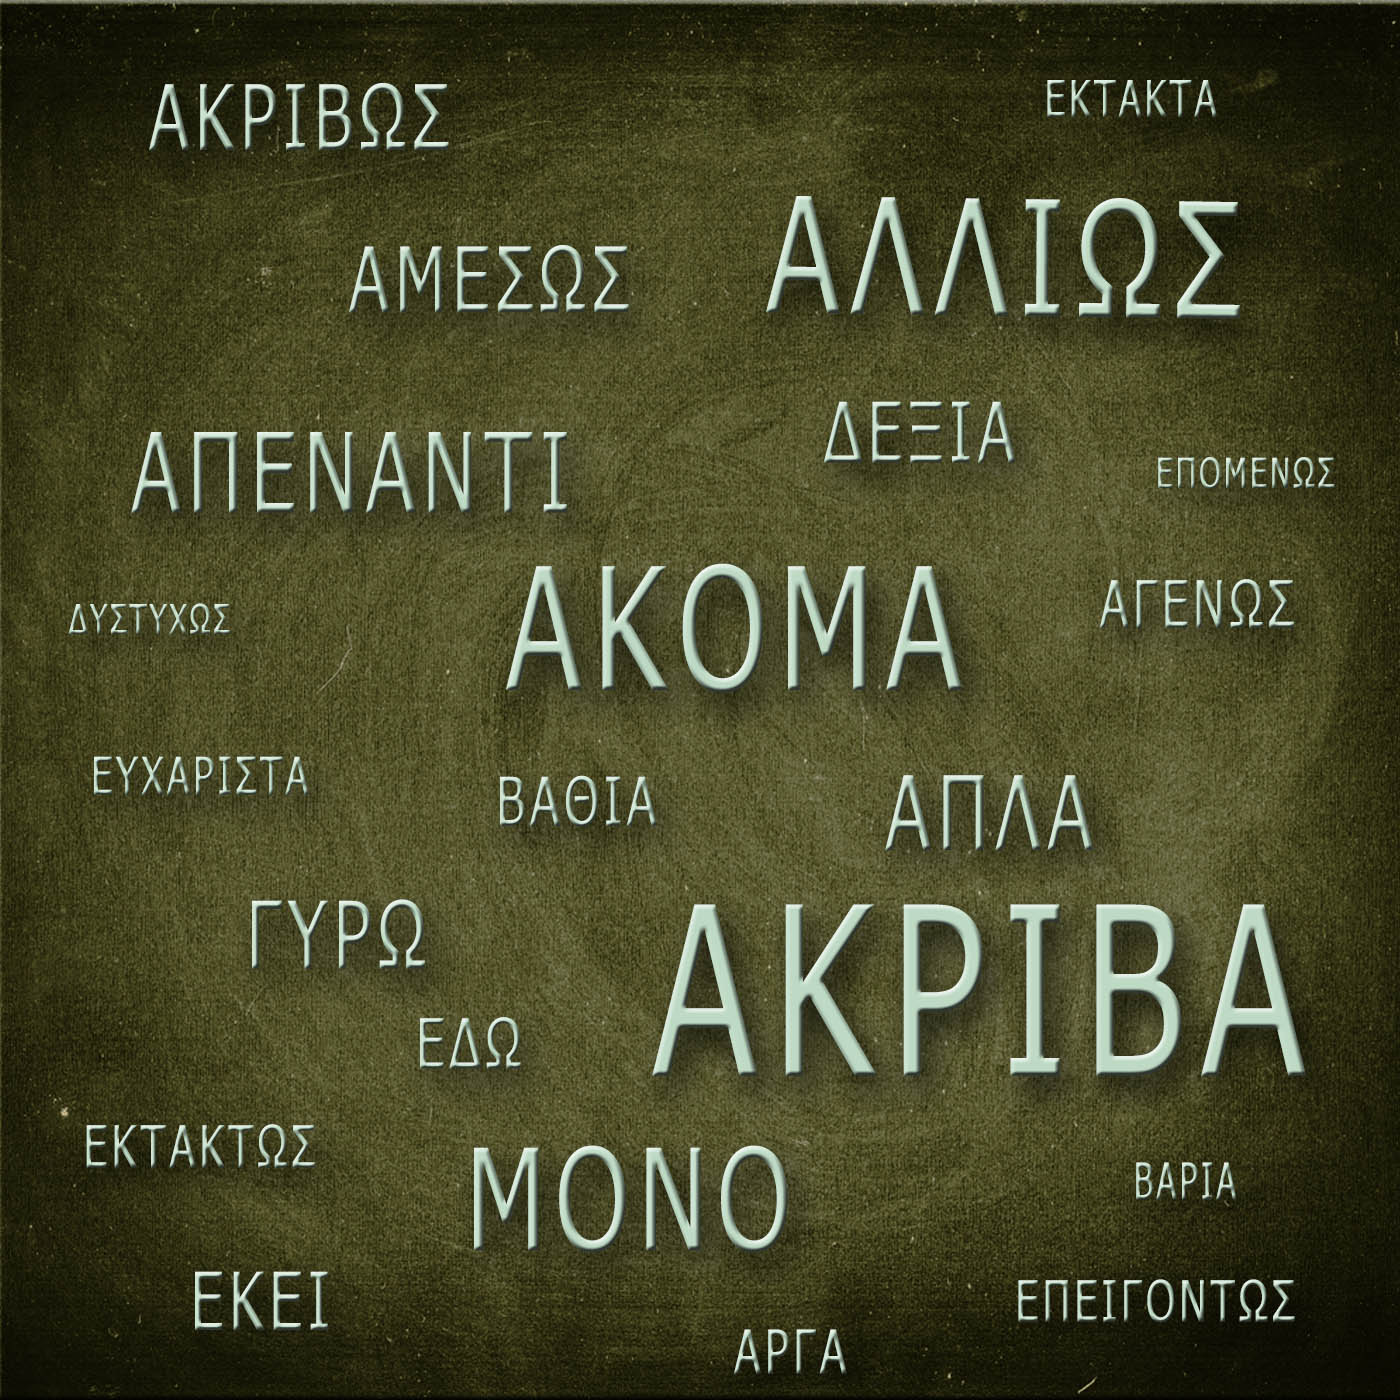 ΑΚΡΙΒΩΣ
ΕΚΤΑΚΤΑ
ΑΜΕΣΩΣ
ΑΛΛΙΩΣ
ΑΠΕΝΑΝΤΙ
ΔΕΞΙΑ
ΕΠΟΜΕΝΩΣ
ΔΥΣΤΥΧΩΣ
ΑΚΟΜΑ
ΑΓΕΝΩΣ
ΕΥΧΑΡΙΣΤΑ
ΒΑΘΙΑ
ΑΠΛΑ
ΓΥΡΩ
ΑΚΡΙΒΑ
ΕΔΩ
ΕΚΤΑΚΤΩΣ
ΜΟΝΟ
ΒΑΡΙΑ
ΕΚΕΙ
ΕΠΕΙΓΟΝΤΩΣ
ΑΡΓΑ